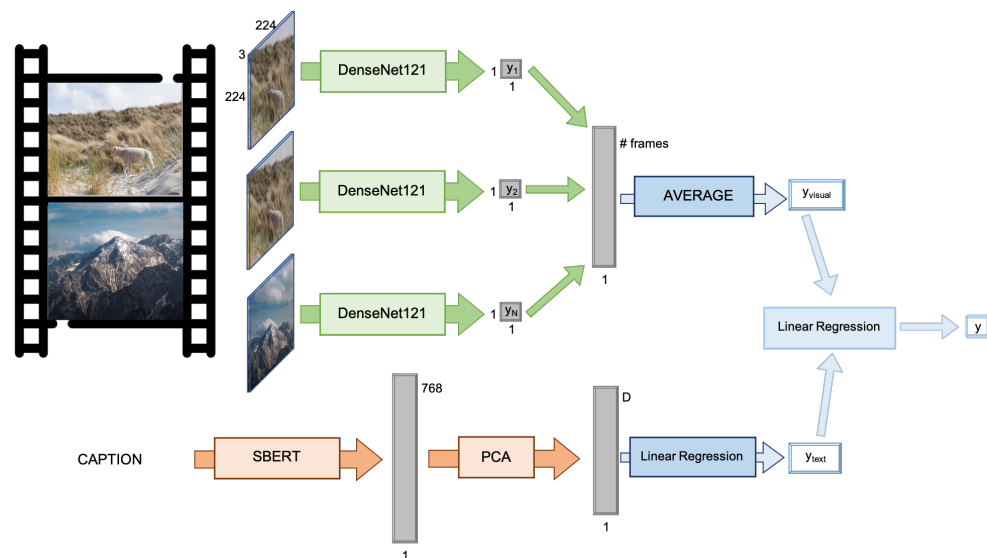 224
3
224
DenseNet121
1
y1
1
# frames
DenseNet121
1
y2
1
AVERAGE
yvisual
DenseNet121
1
yN
1
1
Linear Regression
y
768
D
CAPTION
SBERT
PCA
Linear Regression
ytext
1
1